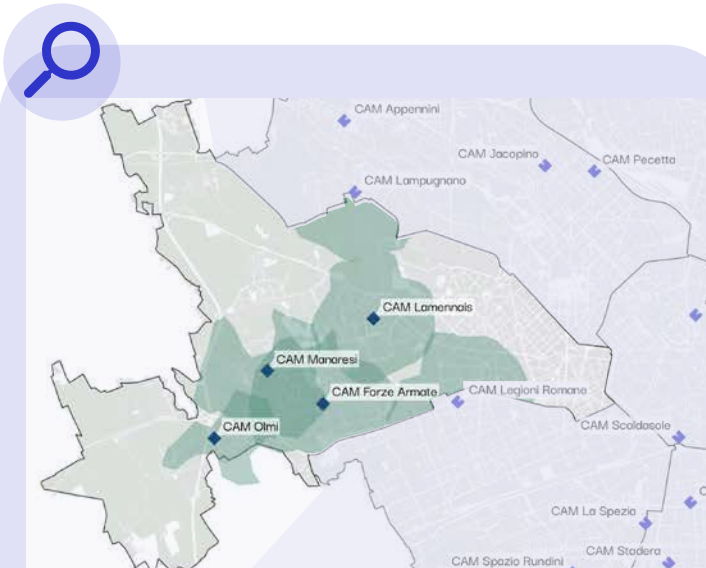 CAM Appennini
CAM Jacopino
CAM Pecetta
CAM Lampugnano
CAM Lamennais
CAM Manaresi
CAM Forze Armate
CAM Legioni Romane
CAM Olmi
CAM Scaldasole
CAM La Spezia
CAM Stadera
CAM Spazio Rundini